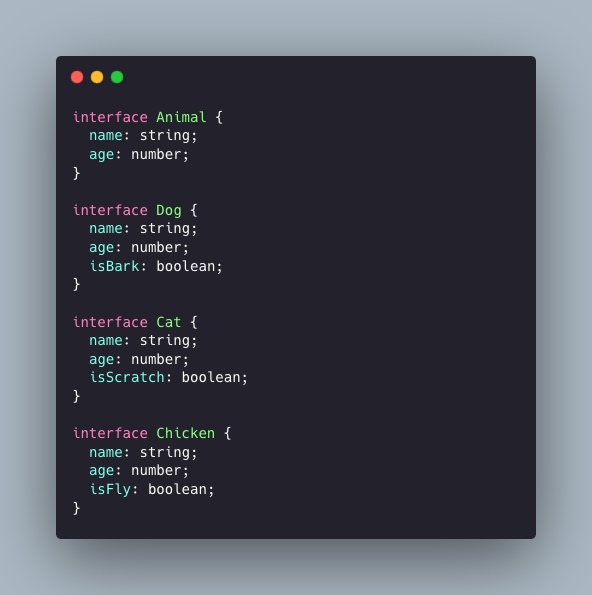 interface Animal {
  name: string;
  age: number;
}

interface Dog {
  name: string;
  age: number;
  isBark: boolean;
}

interface Cat {
  name: string;
  age: number;
  isScratch: boolean;
}

interface Chicken {
  name: string;
  age: number;
  isFly: boolean;
}